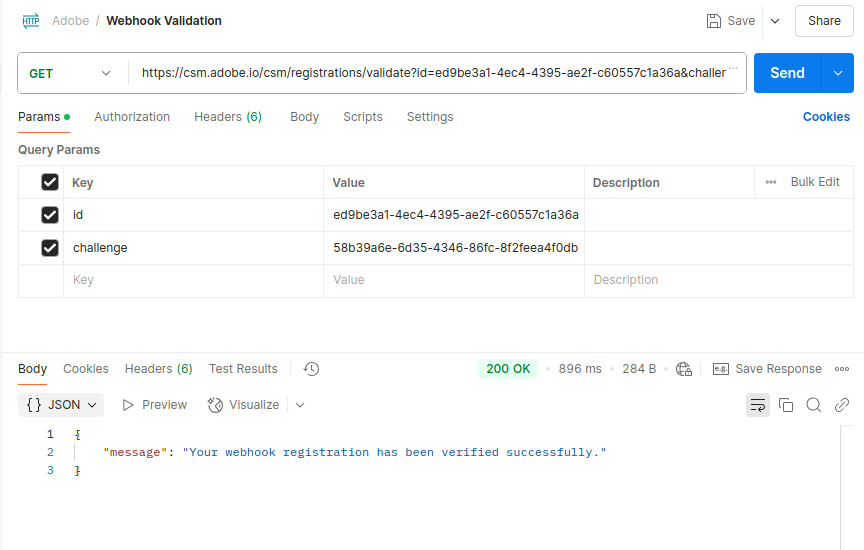 HTTP Adobe / Webhook Validation Save Share
GET https://csm.adobe.io/csm/registrations/validate?id=ed9be3a1-4ec4-4395-ae2f-c60557c1a36a&challer ... Send
Params Authorization Headers (6) Body Scripts Settings Cookies
Query Params
Key Value Description Bulk Edit
id ed9be3a1-4ec4-4395-ae2f-c60557c1a36a
challenge 58b39a6e-6d35-4346-86fc-8f2feea4f0db
Key Value Description
Body Cookies Headers (6) Test Results 200 OK 896 ms 284 B e.g. Save Response
{} JSON Preview Visualize
1 {
2 "message": "Your webhook registration has been verified successfully."
3 }